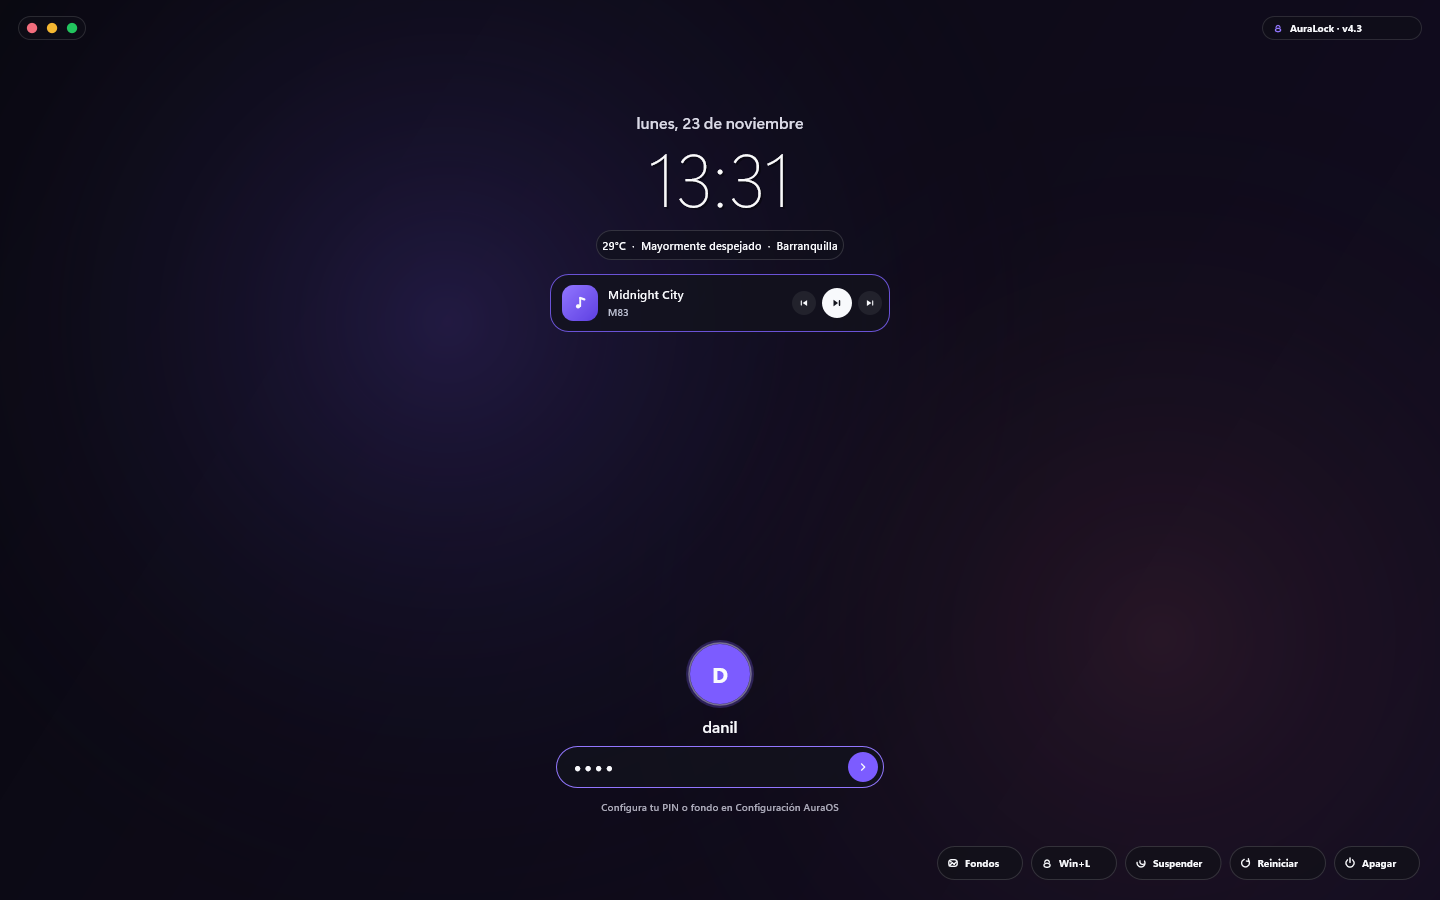 AuraLock · v4.3
lunes, 23 de noviembre
13:31
29°C · Mayormente despejado · Barranquilla
Midnight City
M83
D
danil
Configura tu PIN o fondo en Configuración AuraOS
Fondos
Win+L
Suspender
Reiniciar
Apagar